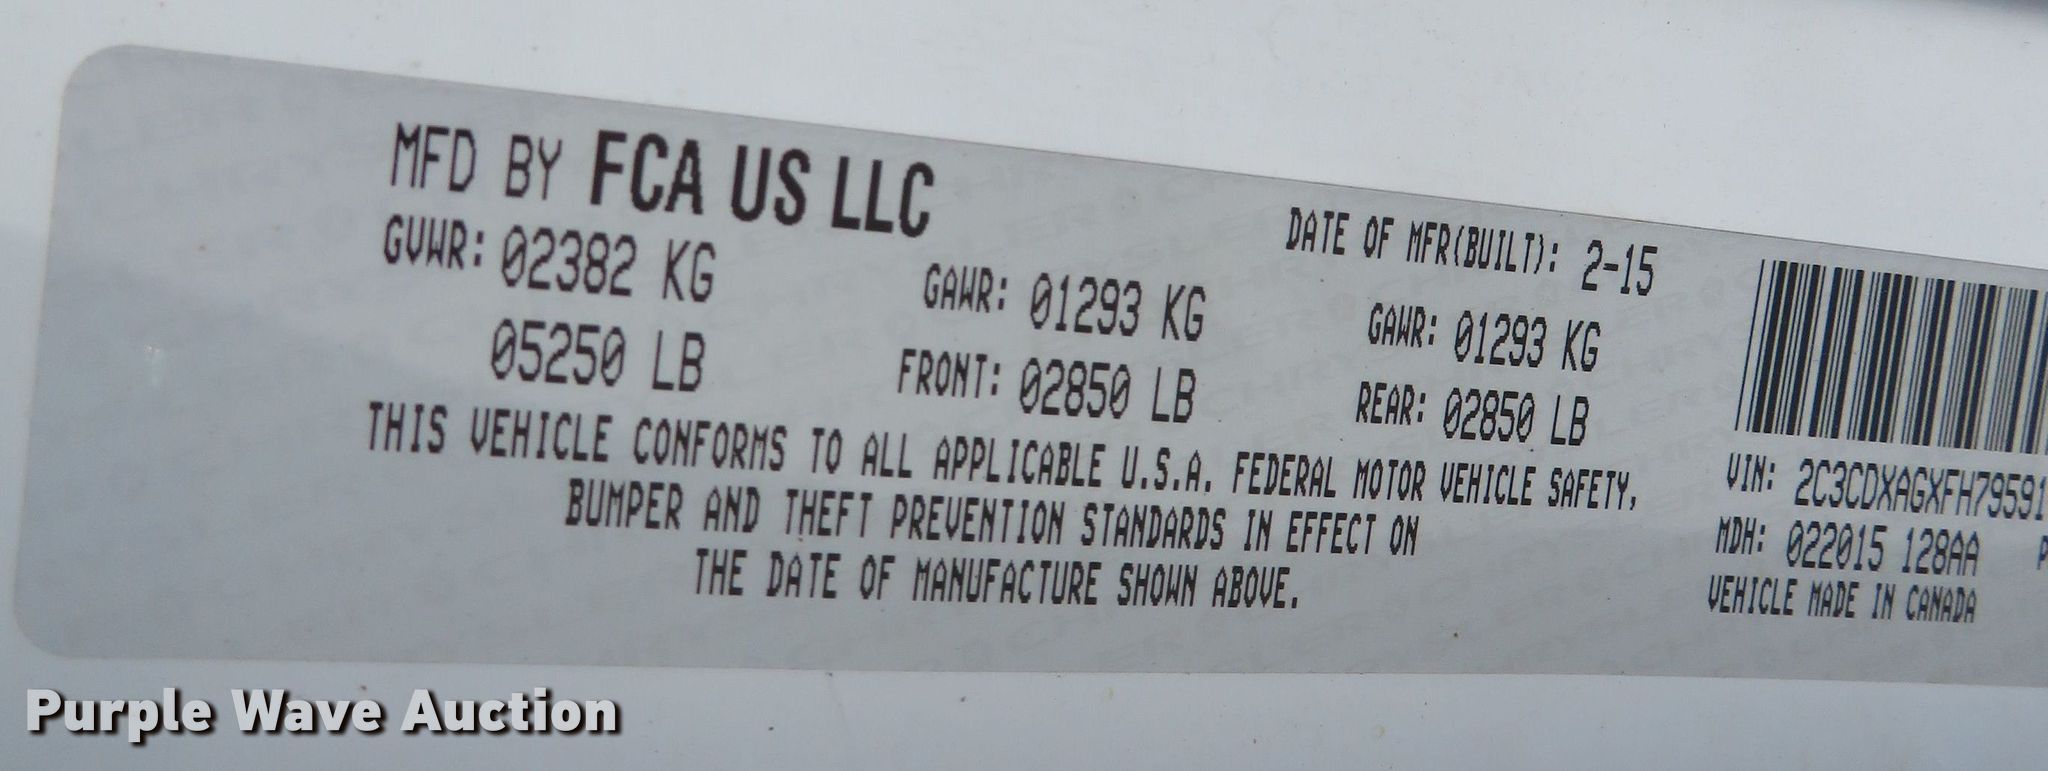 MFD BY FCA US LLC
DATE OF MFR(BUILT): 2-15
GVWR: 02382 KG GAWR: 01293 KG GAWR: 01293 KG
05250 LB FRONT: 02850 LB REAR: 02850 LB
THIS VEHICLE CONFORMS TO ALL APPLICABLE U.S.A. FEDERAL MOTOR VEHICLE SAFETY,
BUMPER AND THEFT PREVENTION STANDARDS IN EFFECT ON
THE DATE OF MANUFACTURE SHOWN ABOVE.
VIN: 2C3CDXAGXFH79591
MDH: 022015 128AA
VEHICLE MADE IN CANADA
Purple Wave Auction